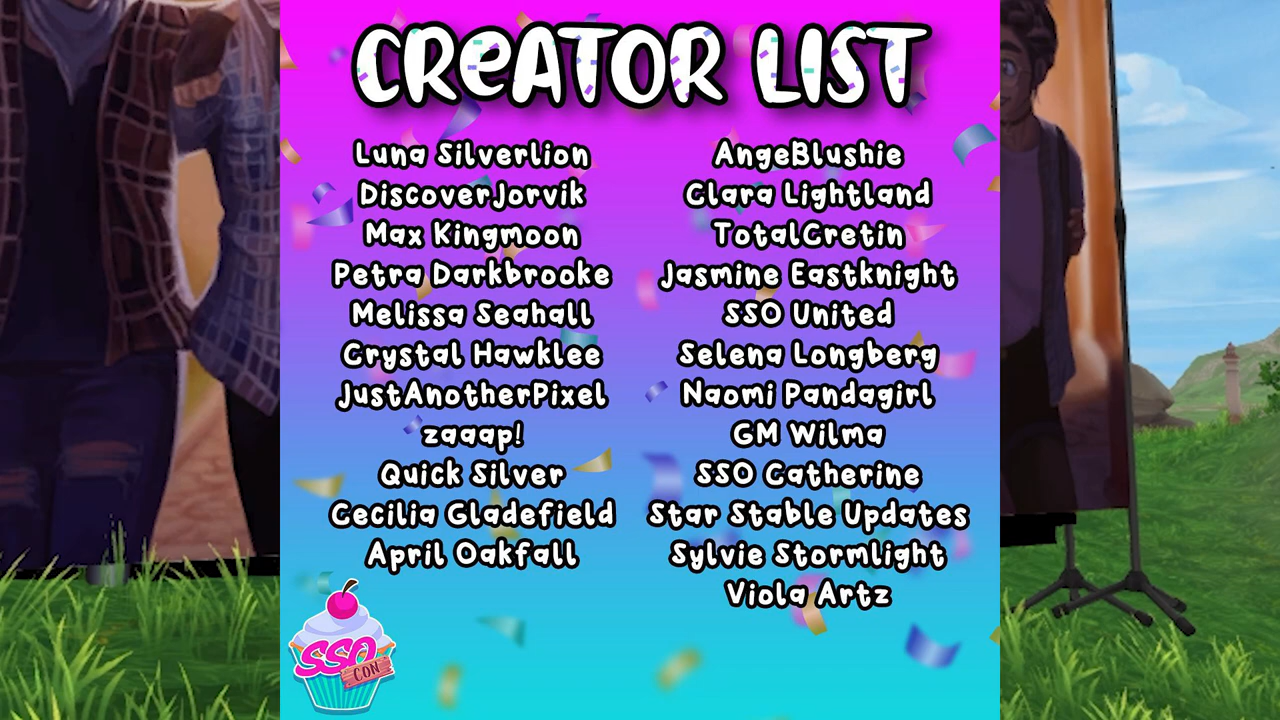 CREATOR LIST
Luna Silverlion
DiscoverJorvik
Max Kingmoon
Petra Darkbrooke
Melissa Seahall
Crystal Hawklee
JustAnotherPixel
zaaap!
Quick Silver
Cecilia Gladefield
April Oakfall
AngeBlushie
Clara Lightland
TotalCretin
Jasmine Eastknight
SSO United
Selena Longberg
Naomi Pandagirl
GM Wilma
SSO Catherine
Star Stable Updates
Sylvie Stormlight
Viola Artz
SSO
CON